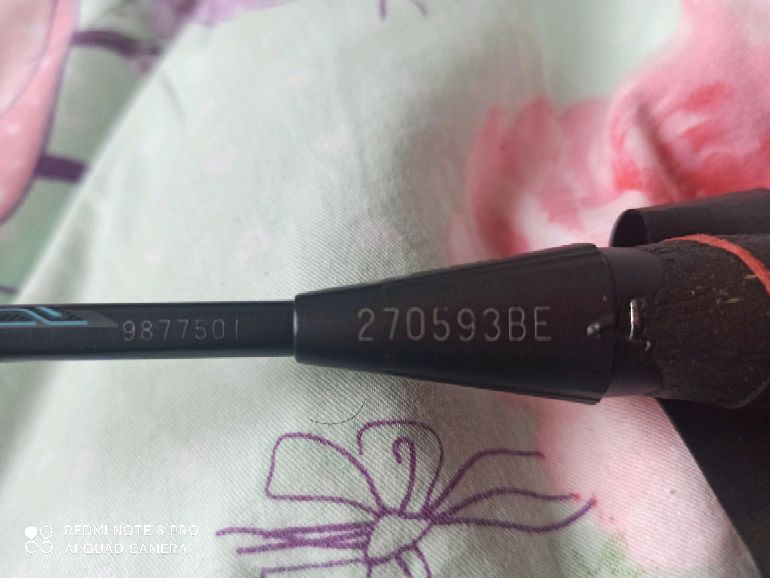 9877501
270593BE
REDMI NOTE 8 PRO
AI QUAD CAMERA